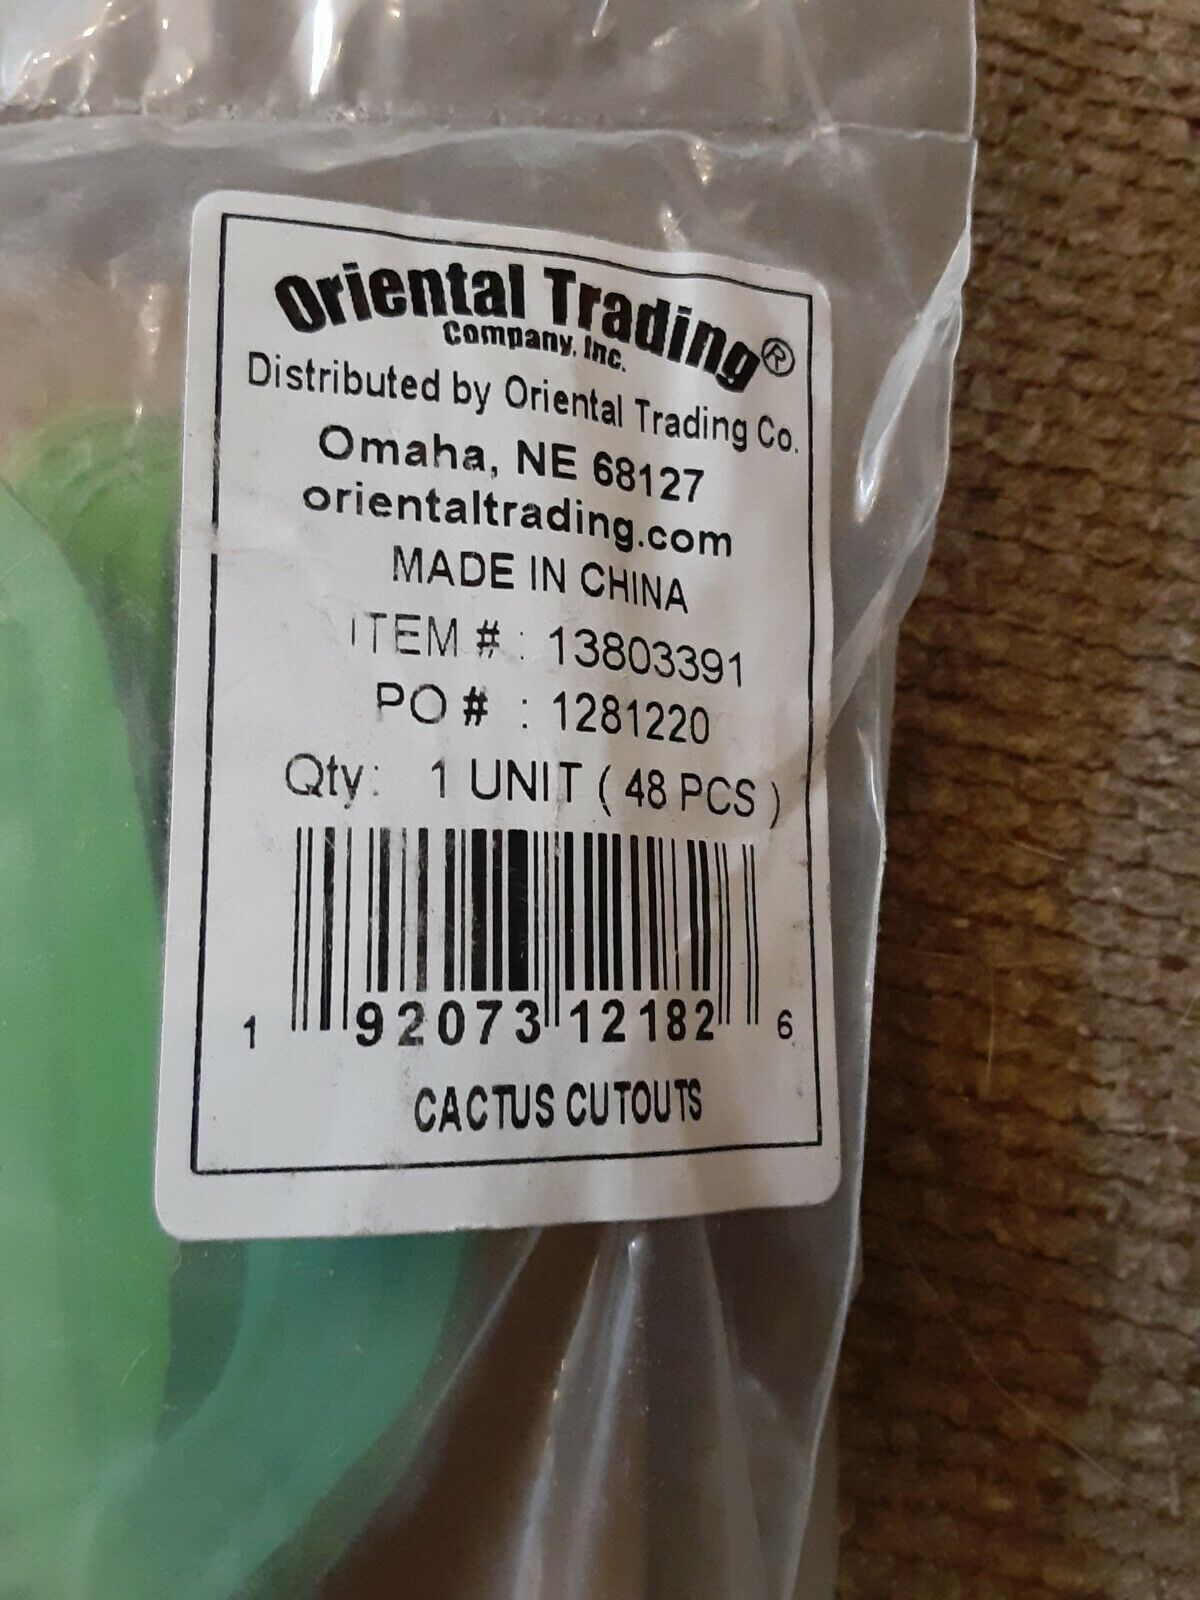 Oriental Trading®
Company, Inc.
Distributed by Oriental Trading Co.
Omaha, NE 68127
orientaltrading.com
MADE IN CHINA
ITEM # : 13803391
PO # : 1281220
Qty: 1 UNIT ( 48 PCS )
1 92073 12182 6
CACTUS CUTOUTS